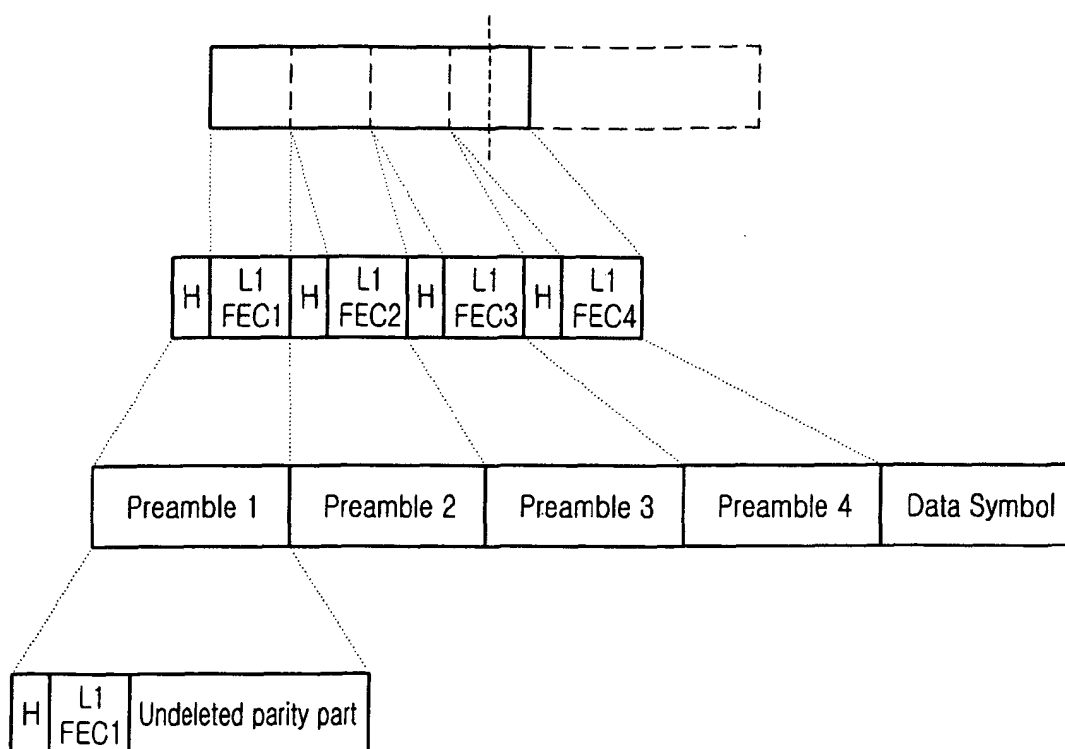 H L1 FEC1 H L1 FEC2 H L1 FEC3 H L1 FEC4
Preamble 1 Preamble 2 Preamble 3 Preamble 4 Data Symbol
H L1 FEC1 Undeleted parity part